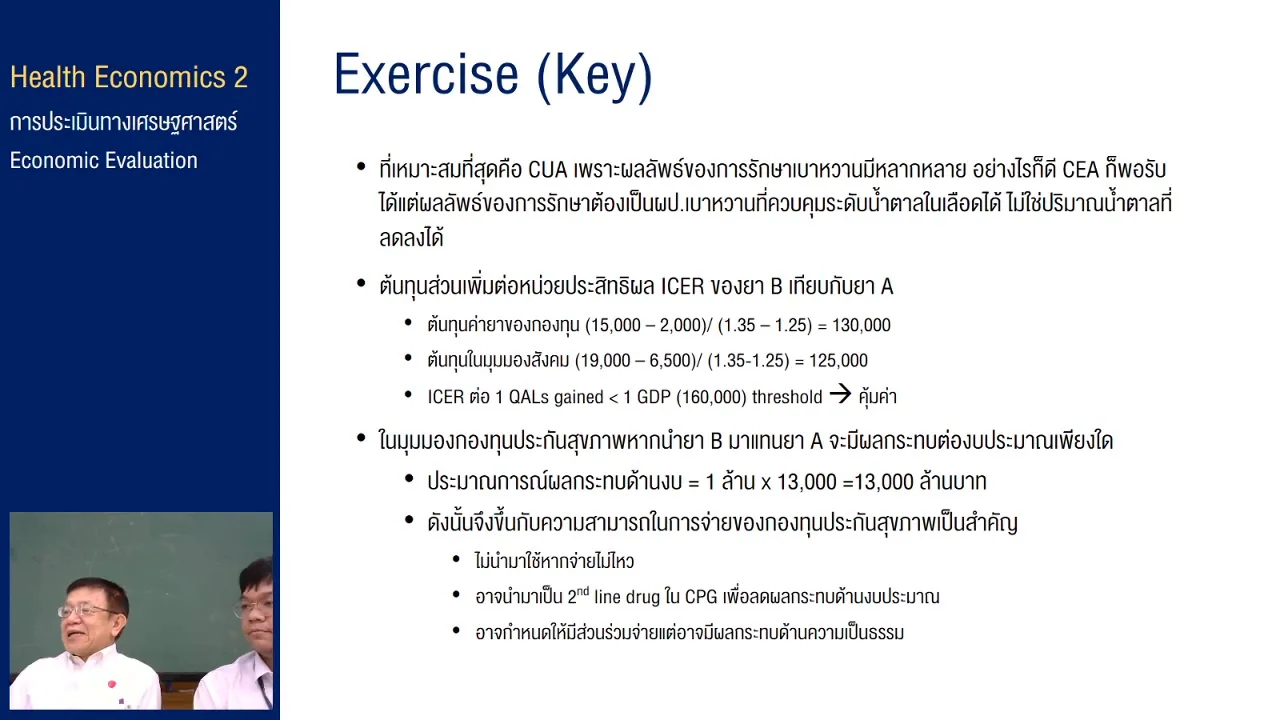 Health Economics 2
การประเมินทางเศรษฐศาสตร์
Economic Evaluation
Exercise (Key)
• ที่เหมาะสมที่สุดคือ CUA เพราะผลลัพธ์ของการรักษาเบาหวานมีหลากหลาย อย่างไรก็ดี CEA ก็พอรับ
ได้แต่ผลลัพธ์ของการรักษาต้องเป็นผป.เบาหวานที่ควบคุมระดับน้ำตาลในเลือดได้ ไม่ใช่ปริมาณน้ำตาลที่
ลดลงได้
• ต้นทุนส่วนเพิ่มต่อหน่วยประสิทธิผล ICER ของยา B เทียบกับยา A
• ต้นทุนค่ายาของกองทุน (15,000 – 2,000)/ (1.35 – 1.25) = 130,000
• ต้นทุนในมุมมองสังคม (19,000 – 6,500)/ (1.35-1.25) = 125,000
• ICER ต่อ 1 QALs gained < 1 GDP (160,000) threshold → คุ้มค่า
• ในมุมมองกองทุนประกันสุขภาพหากนำยา B มาแทนยา A จะมีผลกระทบต่องบประมาณเพียงใด
• ประมาณการณ์ผลกระทบด้านงบ = 1 ล้าน x 13,000 =13,000 ล้านบาท
• ดังนั้นจึงขึ้นกับความสามารถในการจ่ายของกองทุนประกันสุขภาพเป็นสำคัญ
• ไม่นำมาใช้หากจ่ายไม่ไหว
• อาจนำมาเป็น 2nd line drug ใน CPG เพื่อลดผลกระทบด้านงบประมาณ
• อาจกำหนดให้มีส่วนร่วมจ่ายแต่อาจมีผลกระทบด้านความเป็นธรรม